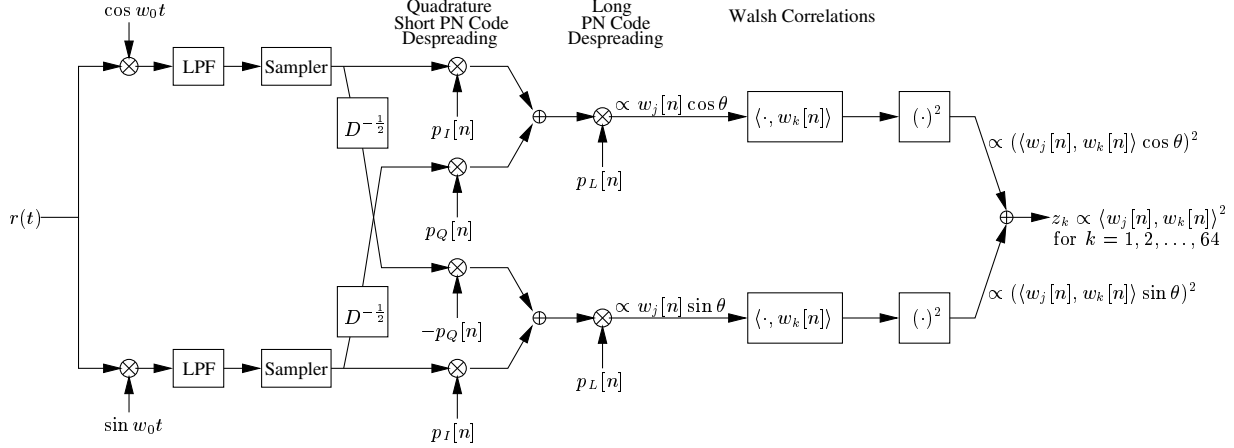 cos w₀t
Quadrature
Short PN Code
Despreading
Long
PN Code
Despreading
Walsh Correlations
LPF
Sampler
D^{-1/2}
p_I[n]
∝ w_j[n] cos θ
⟨·, w_k[n]⟩
(·)²
p_L[n]
∝ (⟨w_j[n], w_k[n]⟩ cos θ)²
p_Q[n]
r(t)
z_k ∝ ⟨w_j[n], w_k[n]⟩²
for k = 1, 2, . . . , 64
D^{-1/2}
-p_Q[n]
∝ w_j[n] sin θ
⟨·, w_k[n]⟩
(·)²
∝ (⟨w_j[n], w_k[n]⟩ sin θ)²
LPF
Sampler
p_L[n]
sin w₀t
p_I[n]